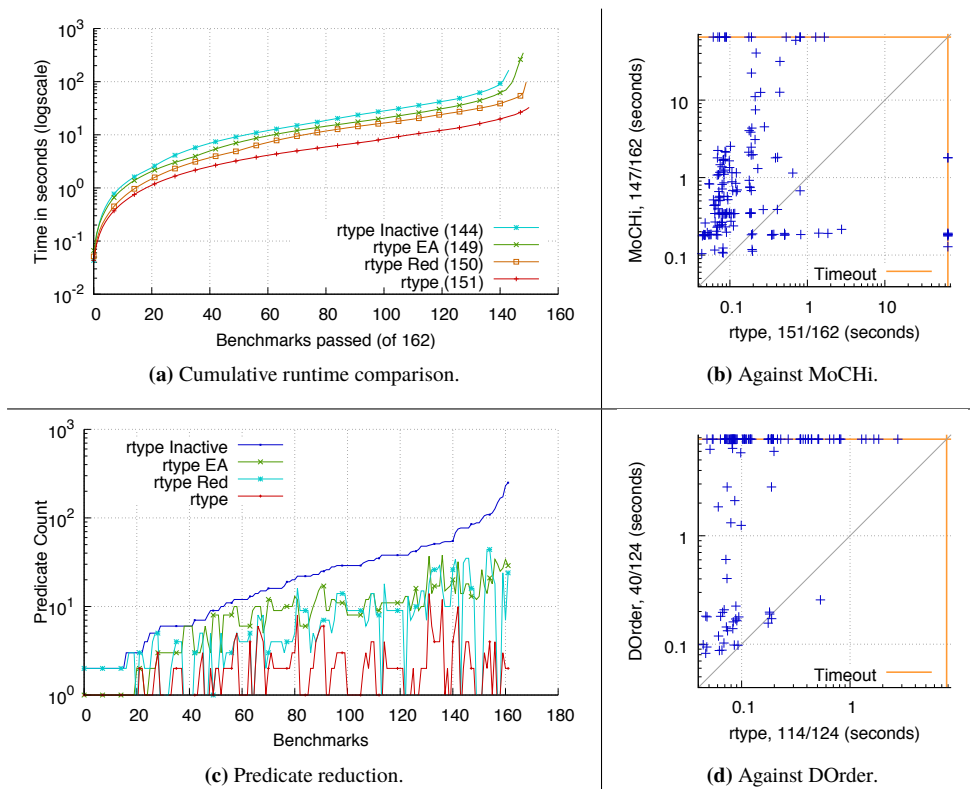 10^3
10^2
10^1
10^0
10^-1
10^-2
Time in seconds (logscale)
rtype Inactive (144)
rtype EA (149)
rtype Red (150)
rtype (151)
0 20 40 60 80 100 120 140 160
Benchmarks passed (of 162)
(a) Cumulative runtime comparison.
10
1
0.1
MoCHi, 147/162 (seconds)
Timeout
0.1 1 10
rtype, 151/162 (seconds)
(b) Against MoCHi.
10^3
10^2
10^1
10^0
Predicate Count
rtype Inactive
rtype EA
rtype Red
rtype
0 20 40 60 80 100 120 140 160 180
Benchmarks
(c) Predicate reduction.
1
0.1
DOrder, 40/124 (seconds)
Timeout
0.1 1
rtype, 114/124 (seconds)
(d) Against DOrder.